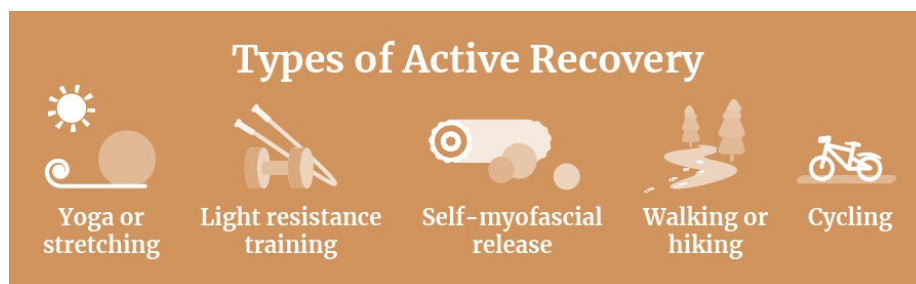 Types of Active Recovery
Yoga or
stretching
Light resistance
training
Self-myofascial
release
Walking or
hiking
Cycling